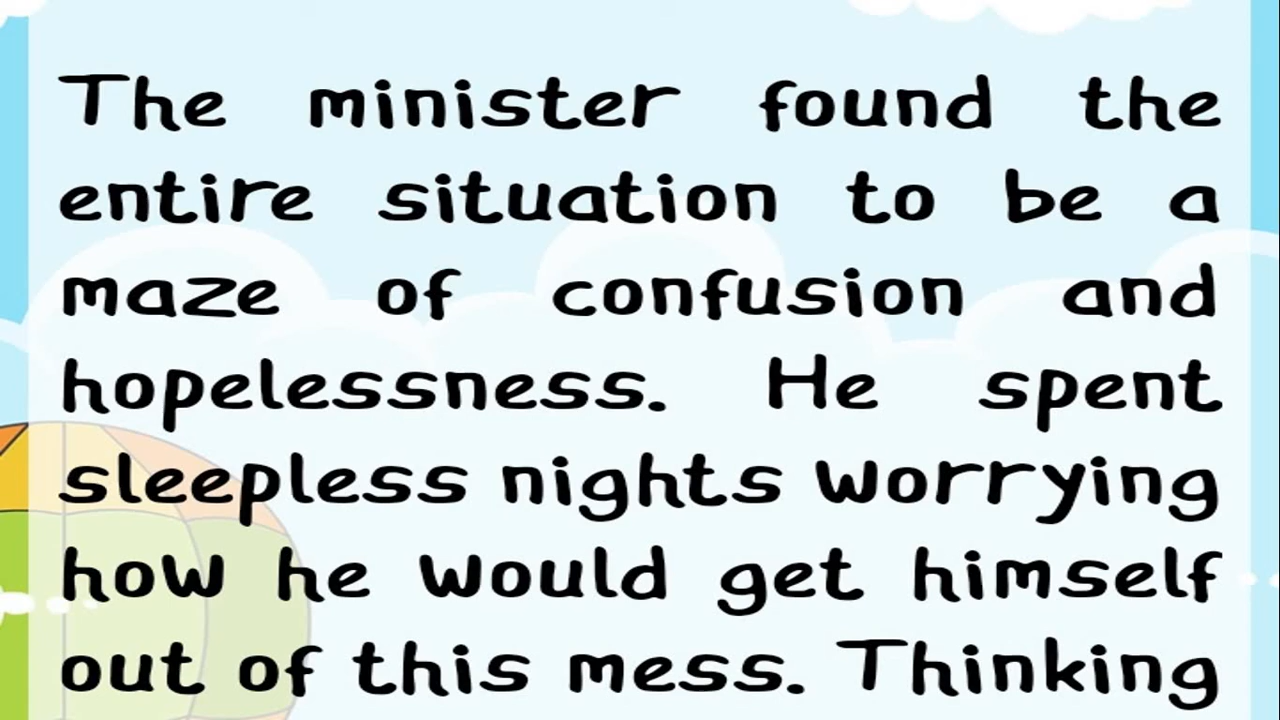 The minister found the
entire situation to be a
maze of confusion and
hopelessness. He spent
sleepless nights worrying
how he would get himself
out of this mess. Thinking